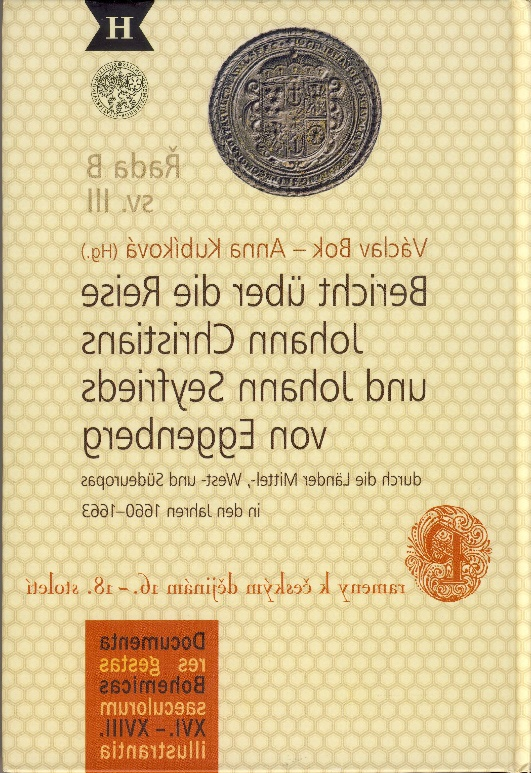 H
Řada B
sv. III
Václav Bok – Anna Kubíková (Hg.)
Bericht über die Reise
Johann Christians
und Johann Seyfrieds
von Eggenberg
durch die Länder Mittel-, West- und Südeuropas
in den Jahren 1660–1663
Prameny k českým dějinám 16. – 18. století
Documenta
res gestas
Bohemicas
saeculorum
XVI. – XVIII.
illustrantia